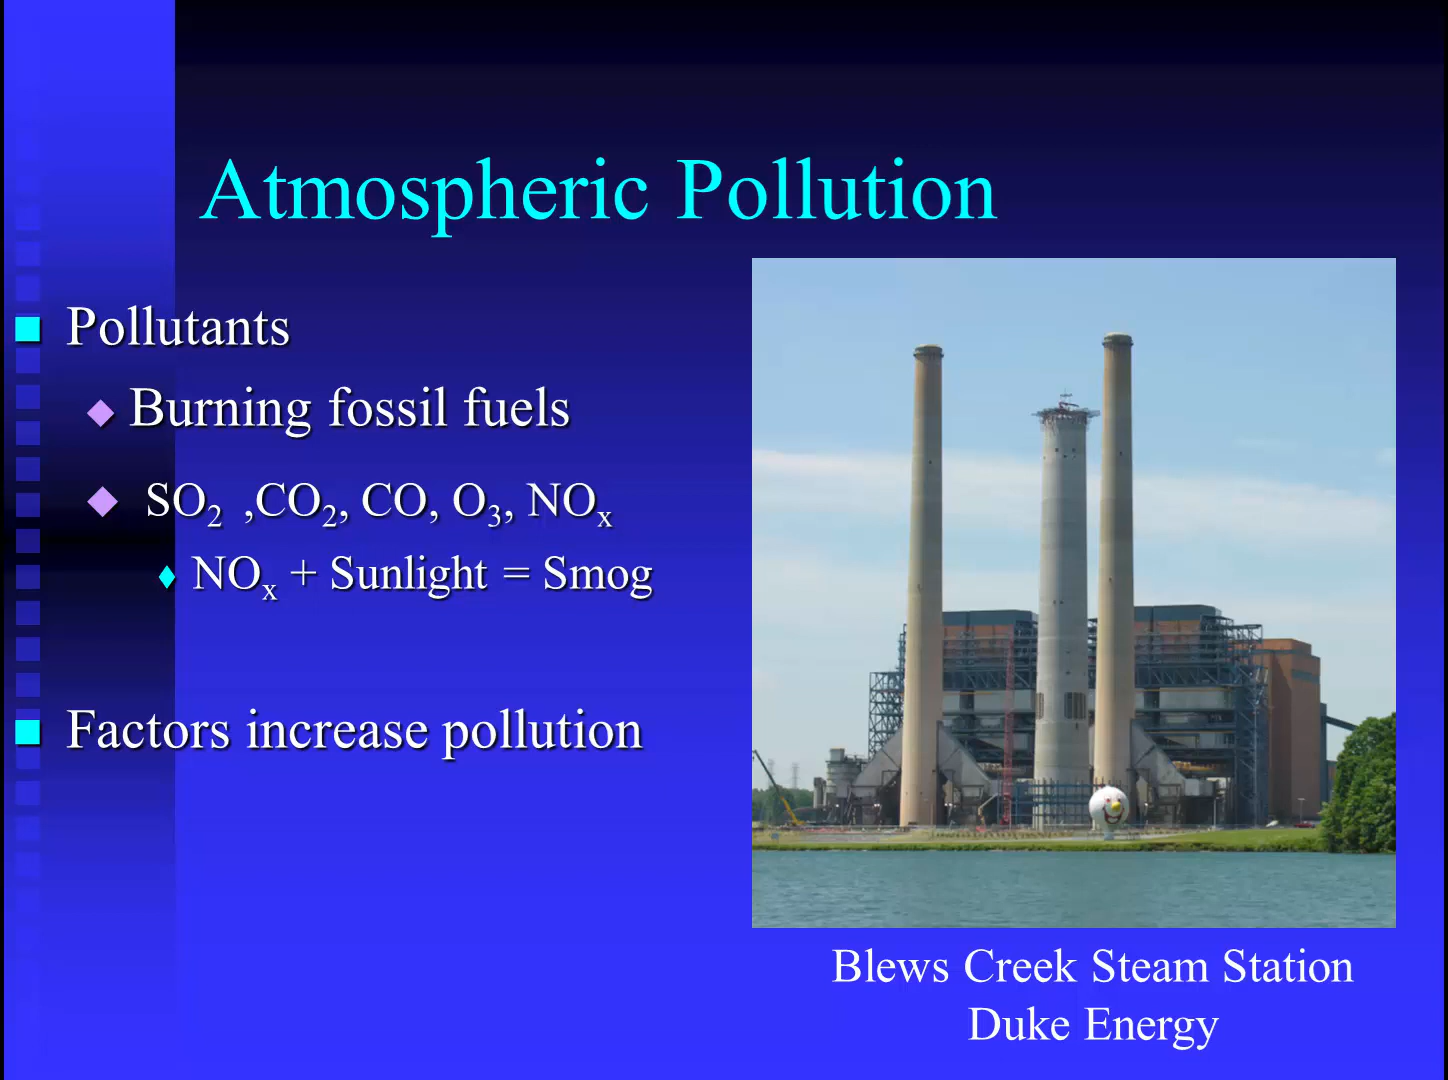 Atmospheric Pollution
Pollutants
Burning fossil fuels
SO₂ ,CO₂, CO, O₃, NOₓ
NOₓ + Sunlight = Smog
Factors increase pollution
Blews Creek Steam Station
Duke Energy